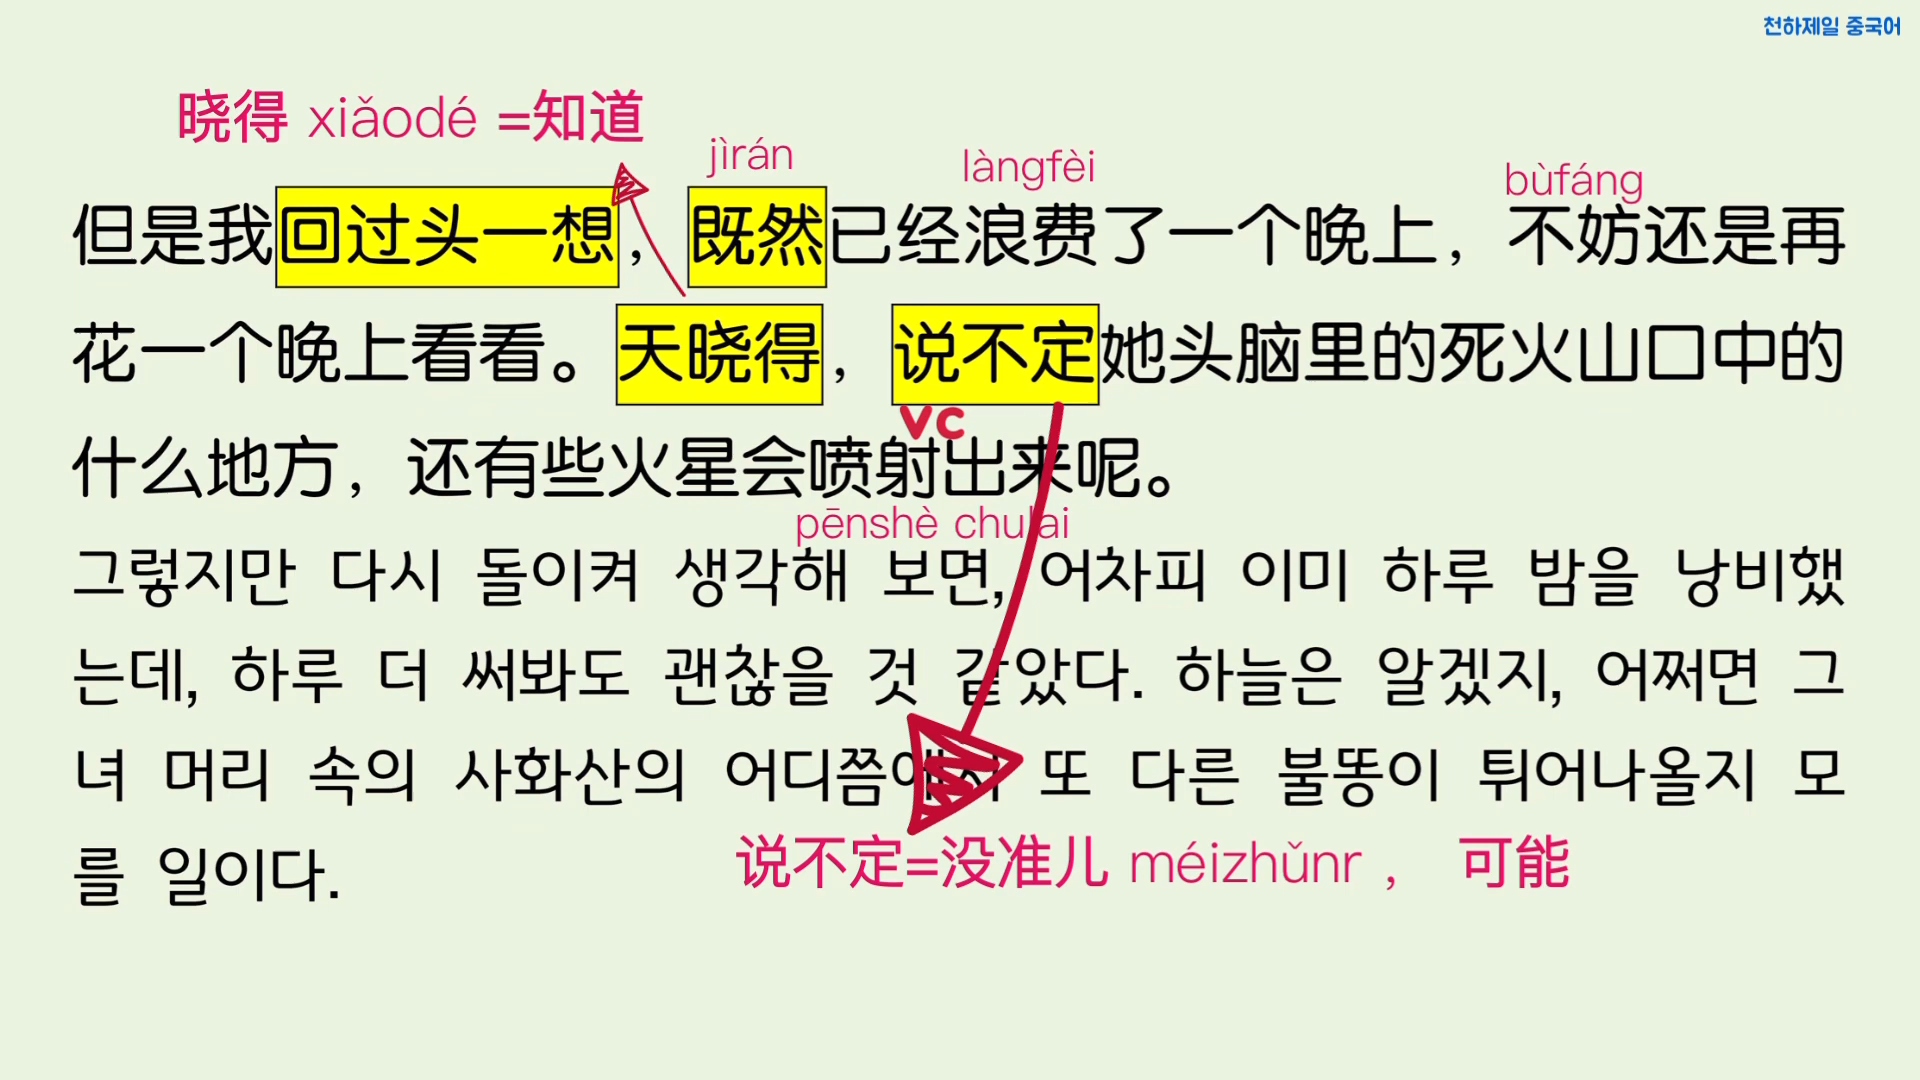 천하제일 중국어
晓得 xiǎodé =知道
jìrán
làngfèi
bùfáng
但是我回过头一想，既然已经浪费了一个晚上，不妨还是再
花一个晚上看看。天晓得，说不定她头脑里的死火山口中的
vc
什么地方，还有些火星会喷射出来呢。
pēnshè chulai
그렇지만 다시 돌이켜 생각해 보면, 어차피 이미 하루 밤을 낭비했
는데, 하루 더 써봐도 괜찮을 것 같았다. 하늘은 알겠지, 어쩌면 그
녀 머리 속의 사화산의 어디쯤에서 또 다른 불똥이 튀어나올지 모
를 일이다.
说不定=没准儿 méizhǔnr ， 可能